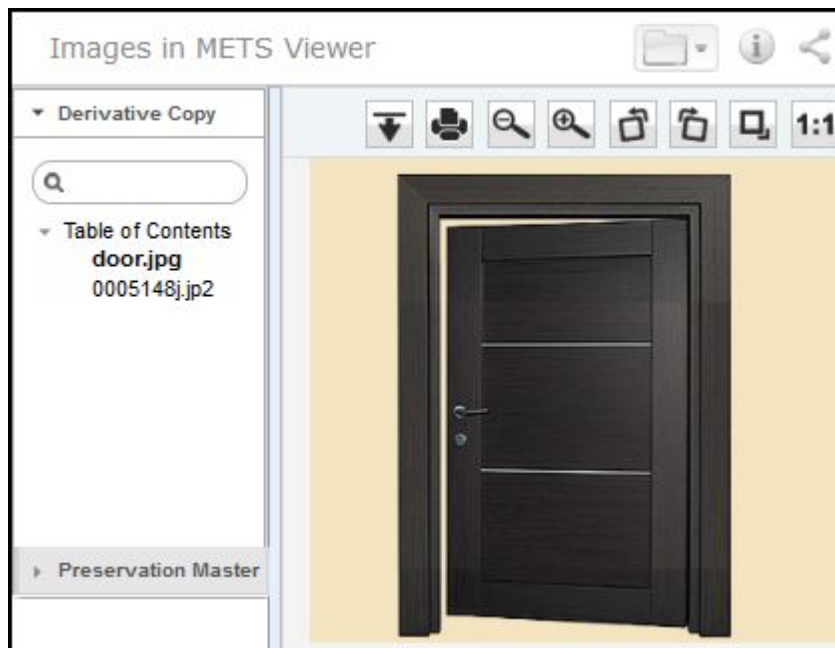 Images in METS Viewer
Derivative Copy
1:1
Table of Contents
door.jpg
0005148j.jp2
Preservation Master